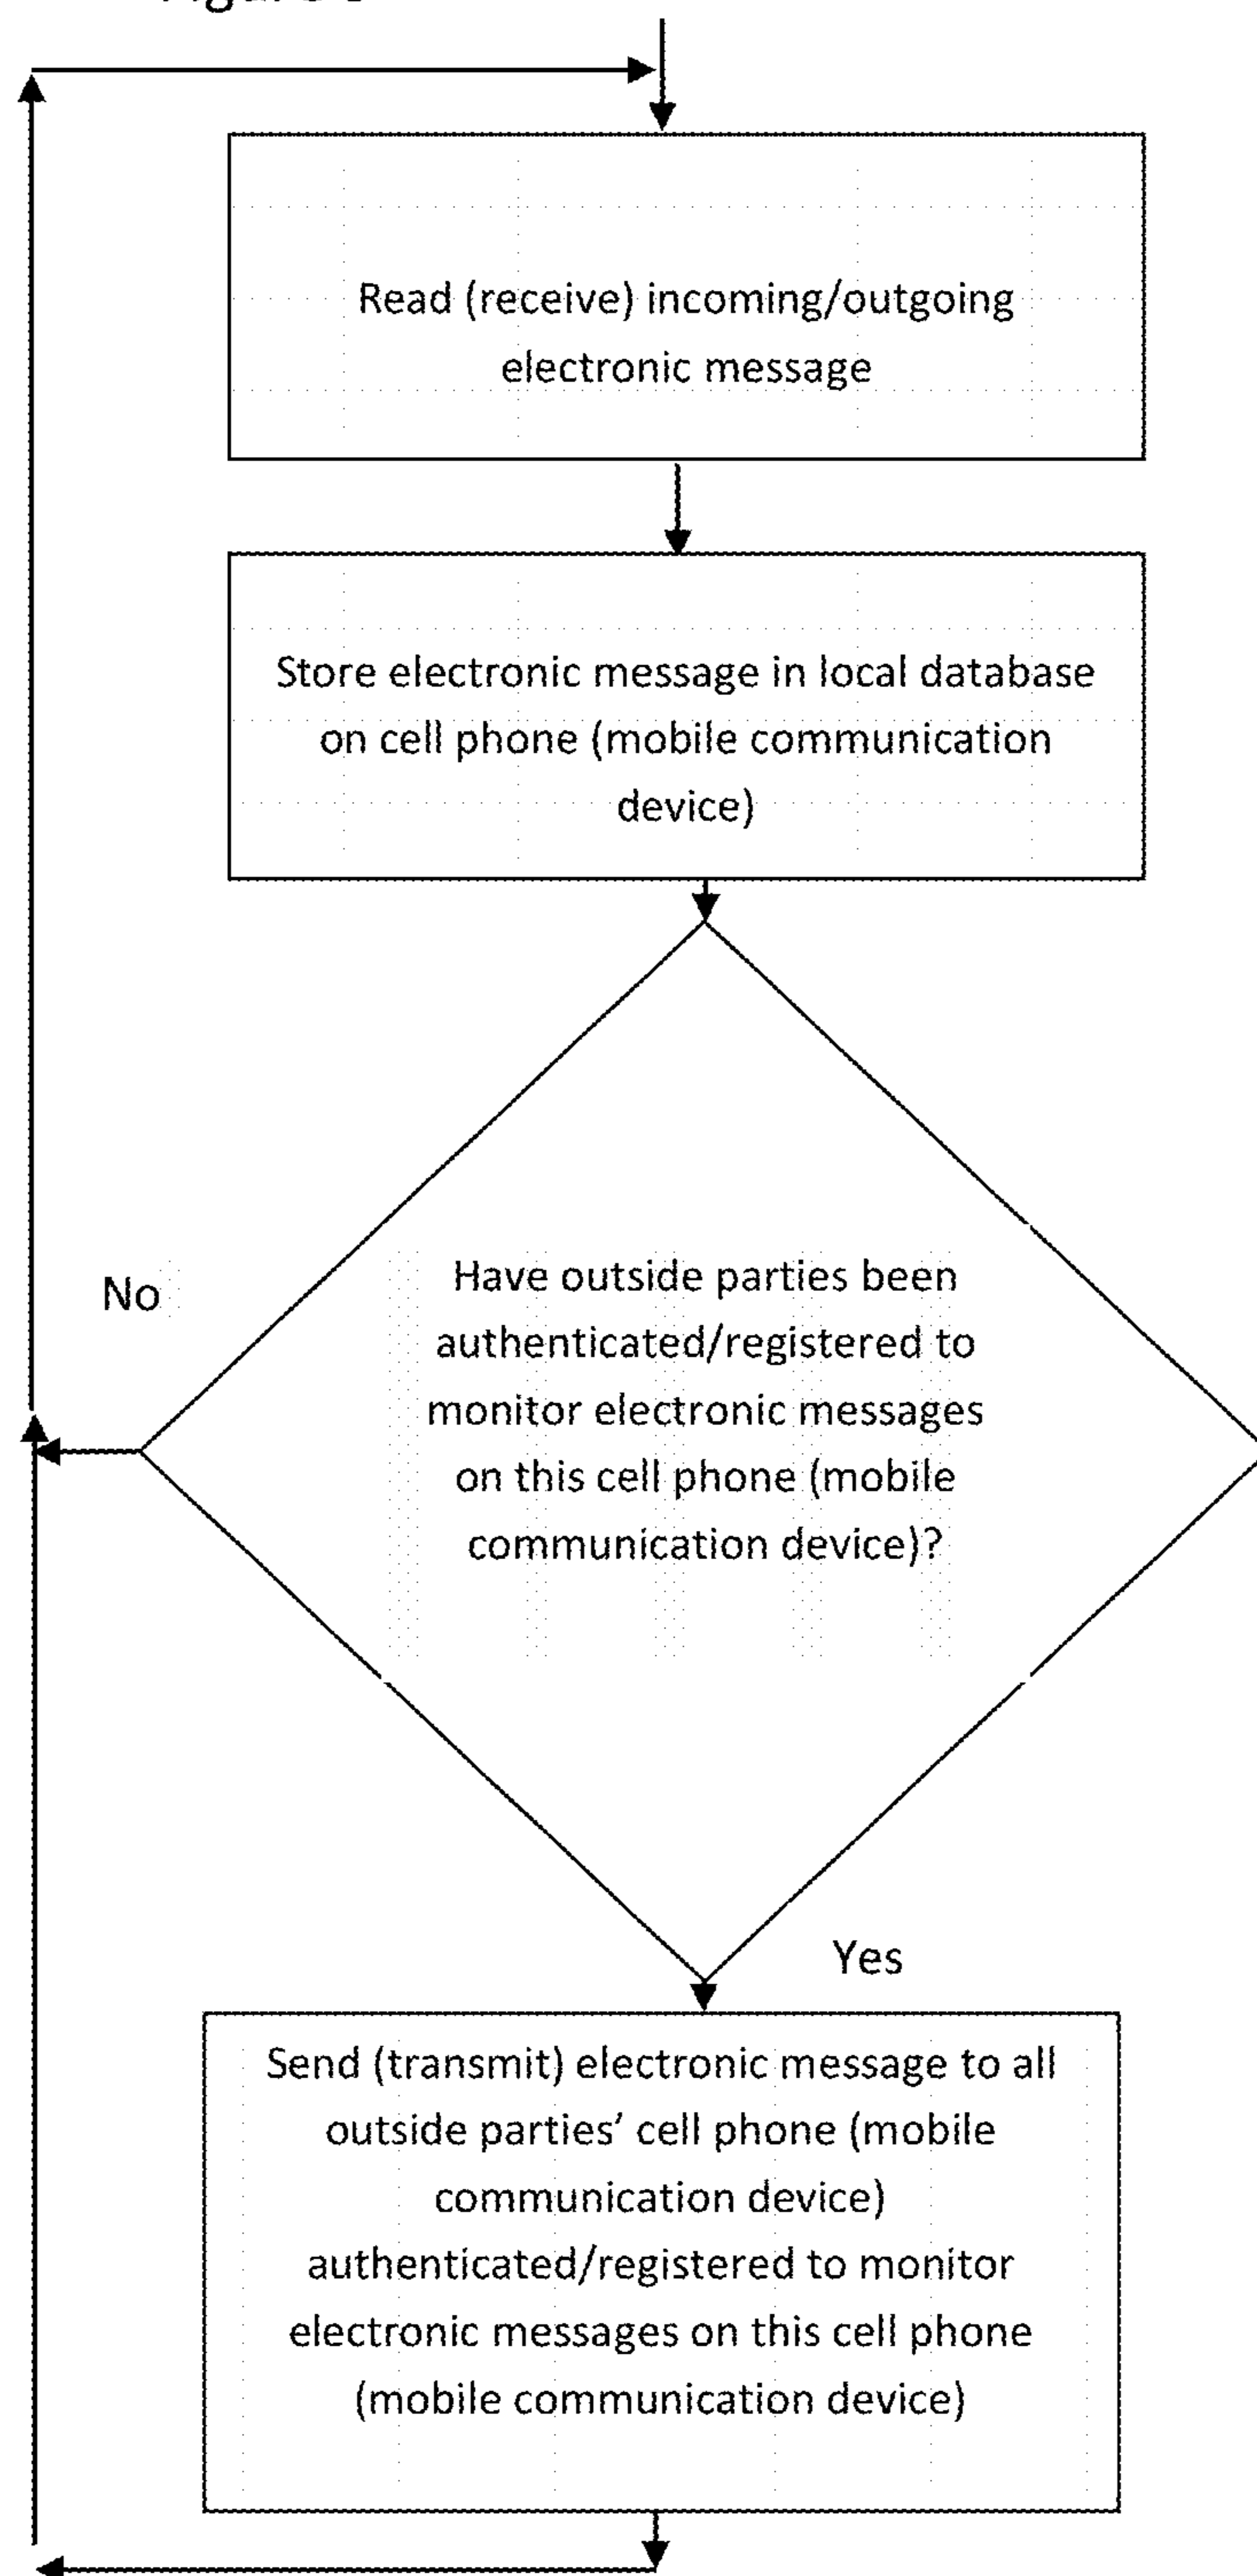 Read (receive) incoming/outgoing
electronic message
Store electronic message in local database
on cell phone (mobile communication
device)
No
Have outside parties been
authenticated/registered to
monitor electronic messages
on this cell phone (mobile
communication device)?
Yes
Send (transmit) electronic message to all
outside parties’ cell phone (mobile
communication device)
authenticated/registered to monitor
electronic messages on this cell phone
(mobile communication device)